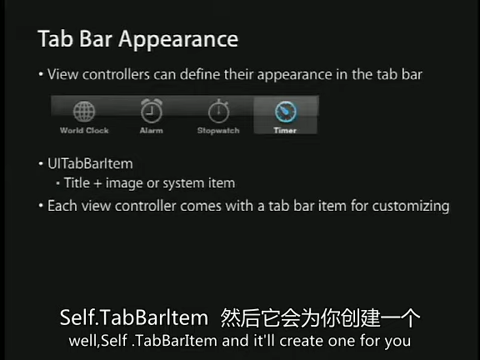 Tab Bar Appearance
• View controllers can define their appearance in the tab bar
World Clock Alarm Stopwatch Timer
• UITabBarItem
• Title + image or system item
• Each view controller comes with a tab bar item for customizing
Self.TabBarItem 然后它会为你创建一个
well,Self .TabBarItem and it'll create one for you